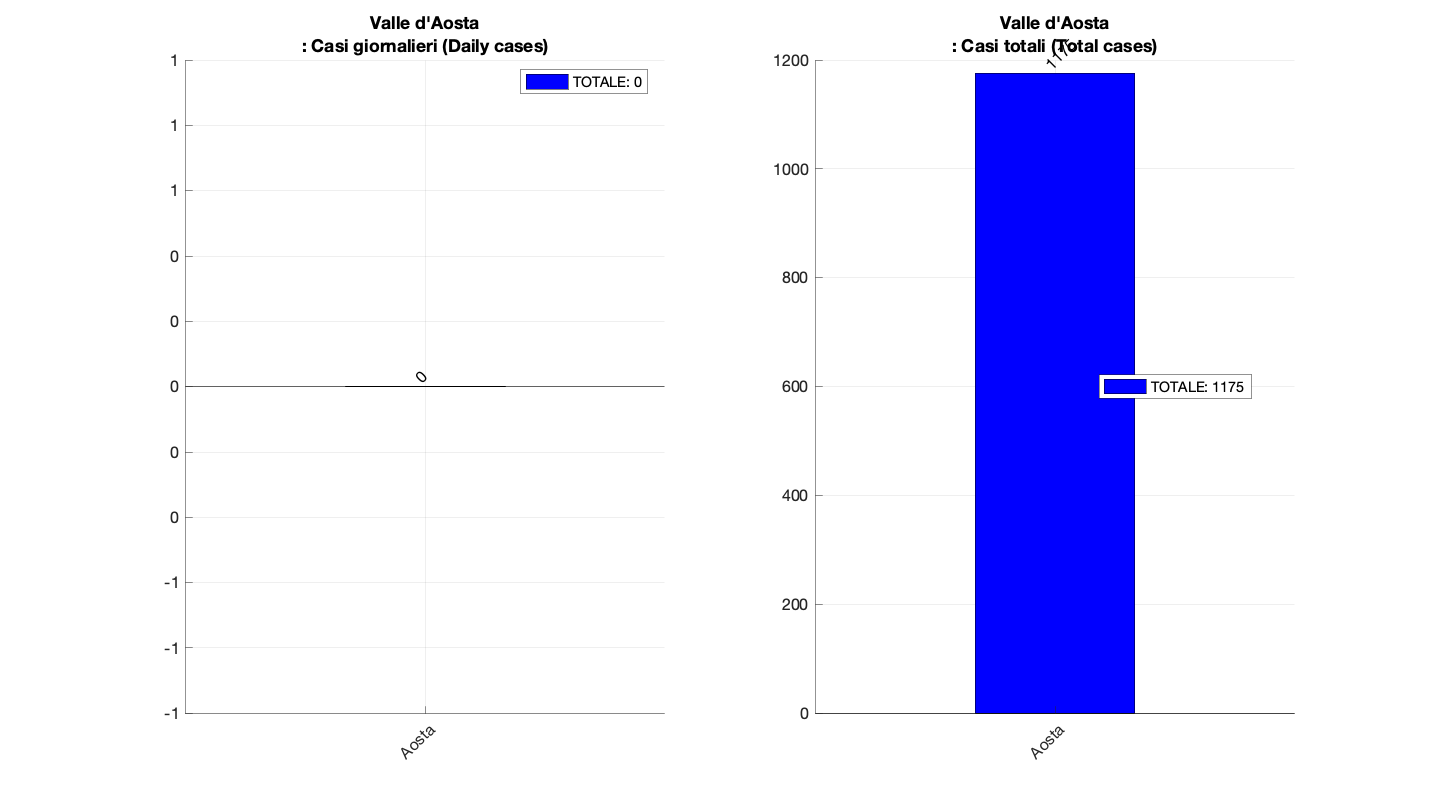 Valle d'Aosta
: Casi giornalieri (Daily cases)
TOTALE: 0
1
1
1
0
0
0
0
0
-1
-1
-1
0
Aosta
Valle d'Aosta
: Casi totali (Total cases)
1175
1200
1000
800
600
400
200
0
TOTALE: 1175
Aosta